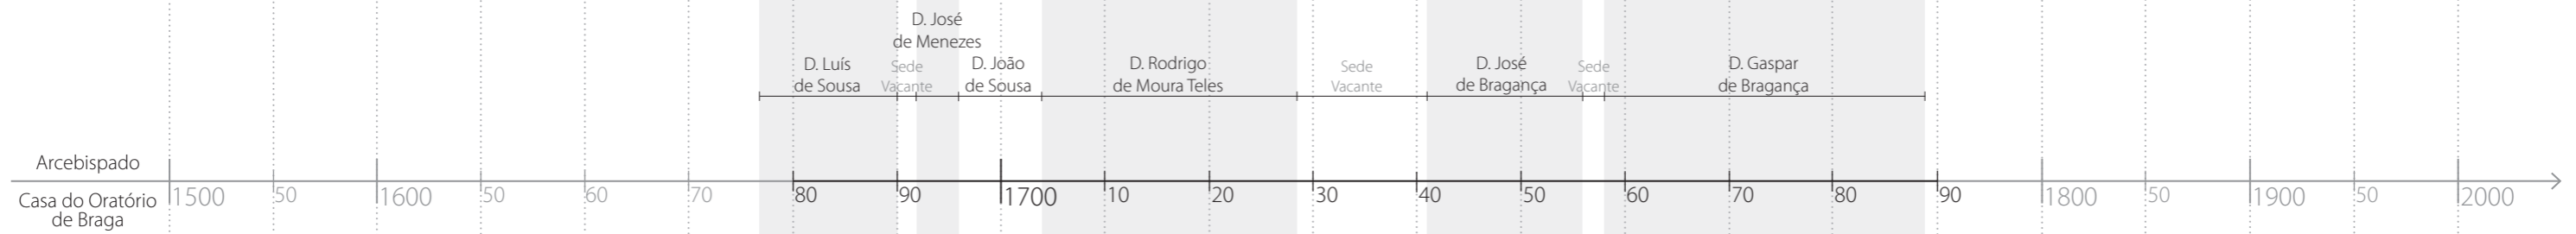 D. José
de Menezes
D. Luís
de Sousa
Sede
Vacante
D. João
de Sousa
D. Rodrigo
de Moura Teles
Sede
Vacante
D. José
de Bragança
Sede
Vacante
D. Gaspar
de Bragança
Arcebispado
Casa do Oratório
de Braga
1500 50 1600 50 60 70 80 90 1700 10 20 30 40 50 60 70 80 90 1800 50 1900 50 2000